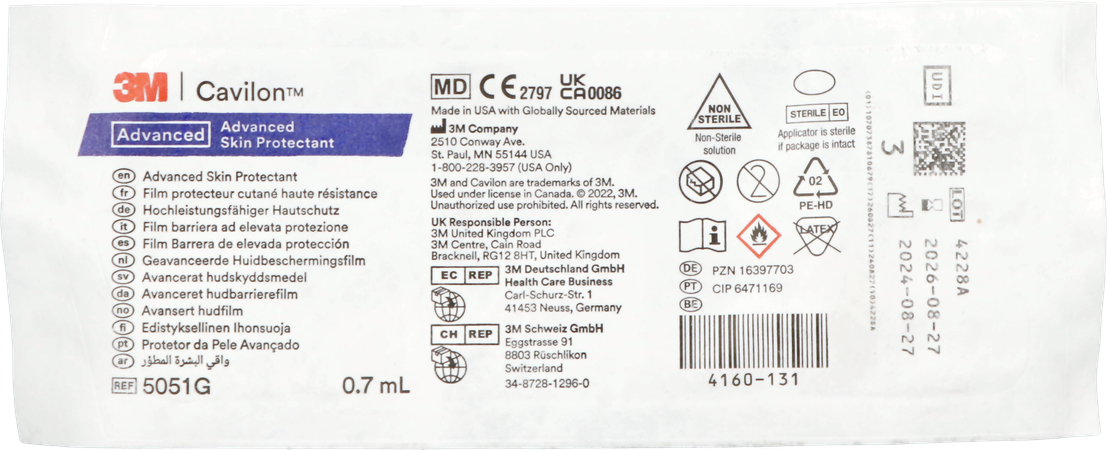 3M | Cavilon™
Advanced
Advanced
Skin Protectant
en Advanced Skin Protectant
fr Film protecteur cutané haute résistance
de Hochleistungsfähiger Hautschutz
it Film barriera ad elevata protezione
es Film Barrera de elevada protección
nl Geavanceerde Huidbeschermingsfilm
sv Avancerat hudskyddsmedel
da Avanceret hudbarrierefilm
no Avansert hudfilm
fi Edistyksellinen Ihonsuoja
pt Protetor da Pele Avançado
ar واقي البشرة المطوّر
REF 5051G 0.7 mL
MD CE 2797 UK CA 0086
Made in USA with Globally Sourced Materials
3M Company
2510 Conway Ave.
St. Paul, MN 55144 USA
1-800-228-3957 (USA Only)
3M and Cavilon are trademarks of 3M.
Used under license in Canada. © 2022, 3M.
Unauthorized use prohibited. All rights reserved.
UK Responsible Person:
3M United Kingdom PLC
3M Centre, Cain Road
Bracknell, RG12 8HT, United Kingdom
EC REP 3M Deutschland GmbH
Health Care Business
Carl-Schurz-Str. 1
41453 Neuss, Germany
CH REP 3M Schweiz GmbH
Eggstrasse 91
8803 Rüschlikon
Switzerland
34-8728-1296-0
NON
STERILE
Non-Sterile
solution
STERILE EO
Applicator is sterile
if package is intact
2
02
PE-HD
LATEX
DE PZN 16397703
PT CIP 6471169
BE
4160-131
UDI
3
LOT 4228A
2026-08-27
2024-08-27